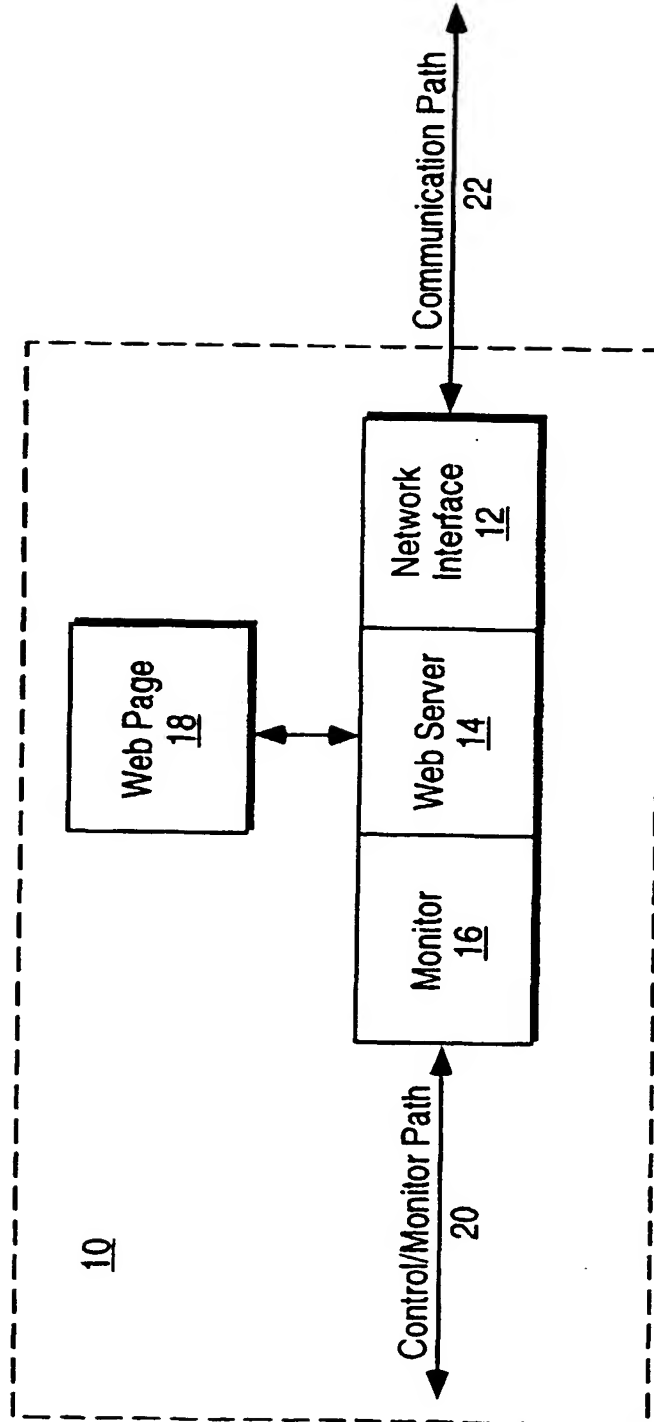 10
Web Page
18
Control/Monitor Path
20
Monitor
16
Web Server
14
Network
Interface
12
Communication Path
22